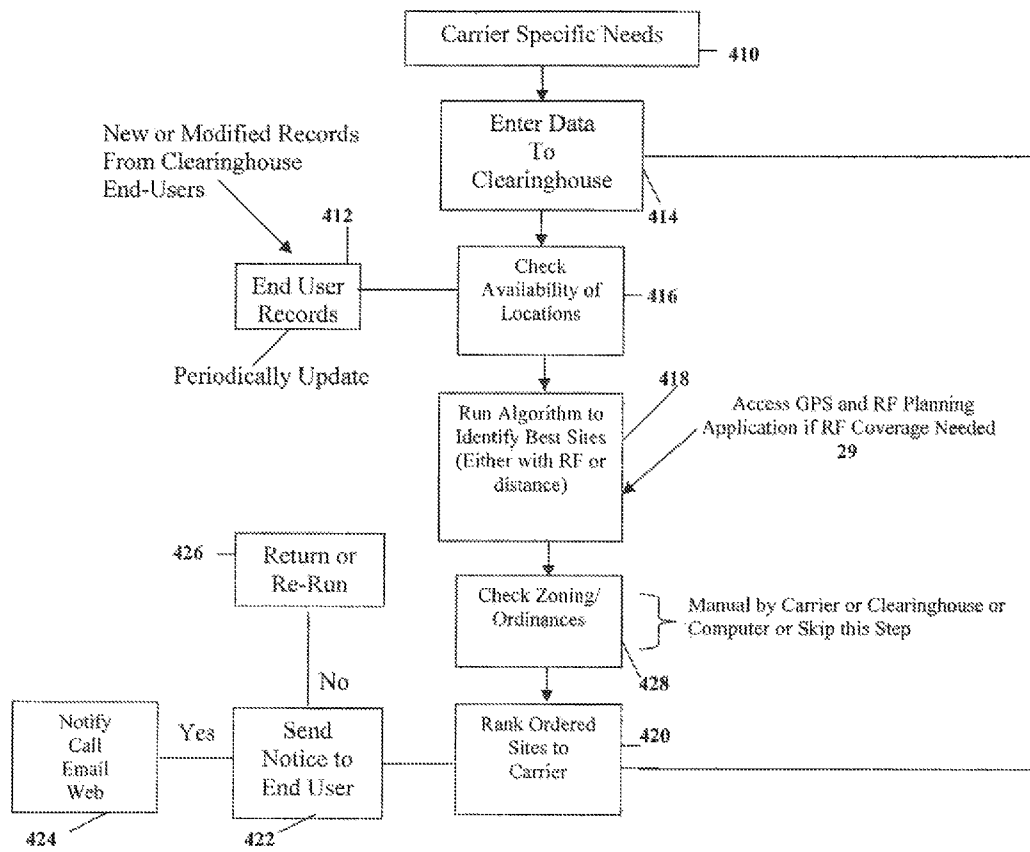 Carrier Specific Needs
410
Enter Data
To
Clearinghouse
414
New or Modified Records
From Clearinghouse
End-Users
412
End User
Records
Periodically Update
Check
Availability of
Locations
416
418
Run Algorithm to
Identify Best Sites
(Either with RF or
distance)
Access GPS and RF Planning
Application if RF Coverage Needed
29
426
Return or
Re-Run
Check Zoning/
Ordinances
Manual by Carrier or Clearinghouse or
Computer or Skip this Step
428
No
Notify
Call
Email
Web
424
Yes
Send
Notice to
End User
422
Rank Ordered
Sites to
Carrier
420